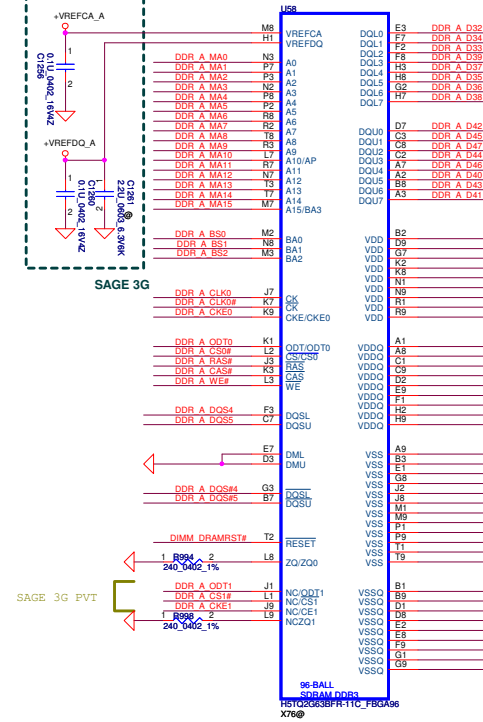 U58
+VREFCA_A
1
2
C1256
0.1U_0402_16V4Z
+VREFDQ_A
1
2
1
2
C1260
0.1U_0402_16V4Z
C1261
2.2U_0603_6.3V6K
@
SAGE 3G
M8 VREFCA
H1 VREFDQ
DDR_A_MA0 N3 A0
DDR_A_MA1 P7 A1
DDR_A_MA2 P3 A2
DDR_A_MA3 N2 A3
DDR_A_MA4 P8 A4
DDR_A_MA5 P2 A5
DDR_A_MA6 R8 A6
DDR_A_MA7 R2 A7
DDR_A_MA8 T8 A8
DDR_A_MA9 R3 A9
DDR_A_MA10 L7 A10/AP
DDR_A_MA11 R7 A11
DDR_A_MA12 N7 A12
DDR_A_MA13 T3 A13
DDR_A_MA14 T7 A14
DDR_A_MA15 M7 A15/BA3
DDR_A_BS0 M2 BA0
DDR_A_BS1 N8 BA1
DDR_A_BS2 M3 BA2
DDR_A_CLK0 J7 CK
DDR_A_CLK0# K7 CK
DDR_A_CKE0 K9 CKE/CKE0
DDR_A_ODT0 K1 ODT/ODT0
DDR_A_CS0# L2 CS/CS0
DDR_A_RAS# J3 RAS
DDR_A_CAS# K3 CAS
DDR_A_WE# L3 WE
DDR_A_DQS4 F3 DQSL
DDR_A_DQS5 C7 DQSU
E7 DML
D3 DMU
DDR_A_DQS#4 G3 DQSL
DDR_A_DQS#5 B7 DQSU
DIMM_DRAMRST# T2 RESET
1 R994 2 L8 ZQ/ZQ0
240_0402_1%
SAGE 3G PVT
DDR_A_ODT1 J1 NC/ODT1
DDR_A_CS1# L1 NC/CS1
DDR_A_CKE1 J9 NC/CE1
1 R998 2 L9 NCZQ1
240_0402_1%
DQL0 E3 DDR_A_D32
DQL1 F7 DDR_A_D34
DQL2 F2 DDR_A_D33
DQL3 F8 DDR_A_D39
DQL4 H3 DDR_A_D37
DQL5 H8 DDR_A_D35
DQL6 G2 DDR_A_D36
DQL7 H7 DDR_A_D38
DQU0 D7 DDR_A_D42
DQU1 C3 DDR_A_D45
DQU2 C8 DDR_A_D47
DQU3 C2 DDR_A_D44
DQU4 A7 DDR_A_D46
DQU5 A2 DDR_A_D40
DQU6 B8 DDR_A_D43
DQU7 A3 DDR_A_D41
VDD B2
VDD D9
VDD G7
VDD K2
VDD K8
VDD N1
VDD N9
VDD R1
VDD R9
VDDQ A1
VDDQ A8
VDDQ C1
VDDQ C9
VDDQ D2
VDDQ E9
VDDQ F1
VDDQ H2
VDDQ H9
VSS A9
VSS B3
VSS E1
VSS G8
VSS J2
VSS J8
VSS M1
VSS M9
VSS P1
VSS P9
VSS T1
VSS T9
VSSQ B1
VSSQ B9
VSSQ D1
VSSQ D8
VSSQ E2
VSSQ E8
VSSQ F9
VSSQ G1
VSSQ G9
96-BALL
SDRAM DDR3
H5TQ2G63BFR-11C_FBGA96
X76@